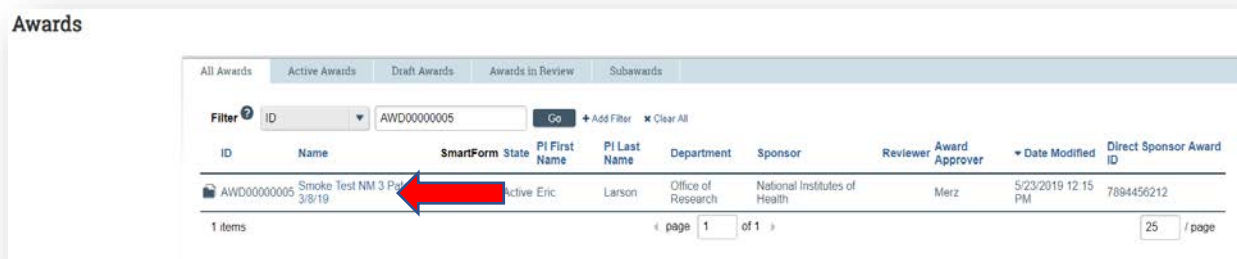 Awards
All Awards Active Awards Draft Awards Awards in Review Subawards
Filter ? ID AWD00000005 Go + Add Filter × Clear All
ID Name SmartForm State PI First Name PI Last Name Department Sponsor Reviewer Award Approver Date Modified Direct Sponsor Award ID
AWD00000005 Smoke Test NM 3 3/8/19 Active Eric Larson Office of Research National Institutes of Health Merz 5/23/2019 12:15 PM 7894456212
1 items page 1 of 1 25 / page